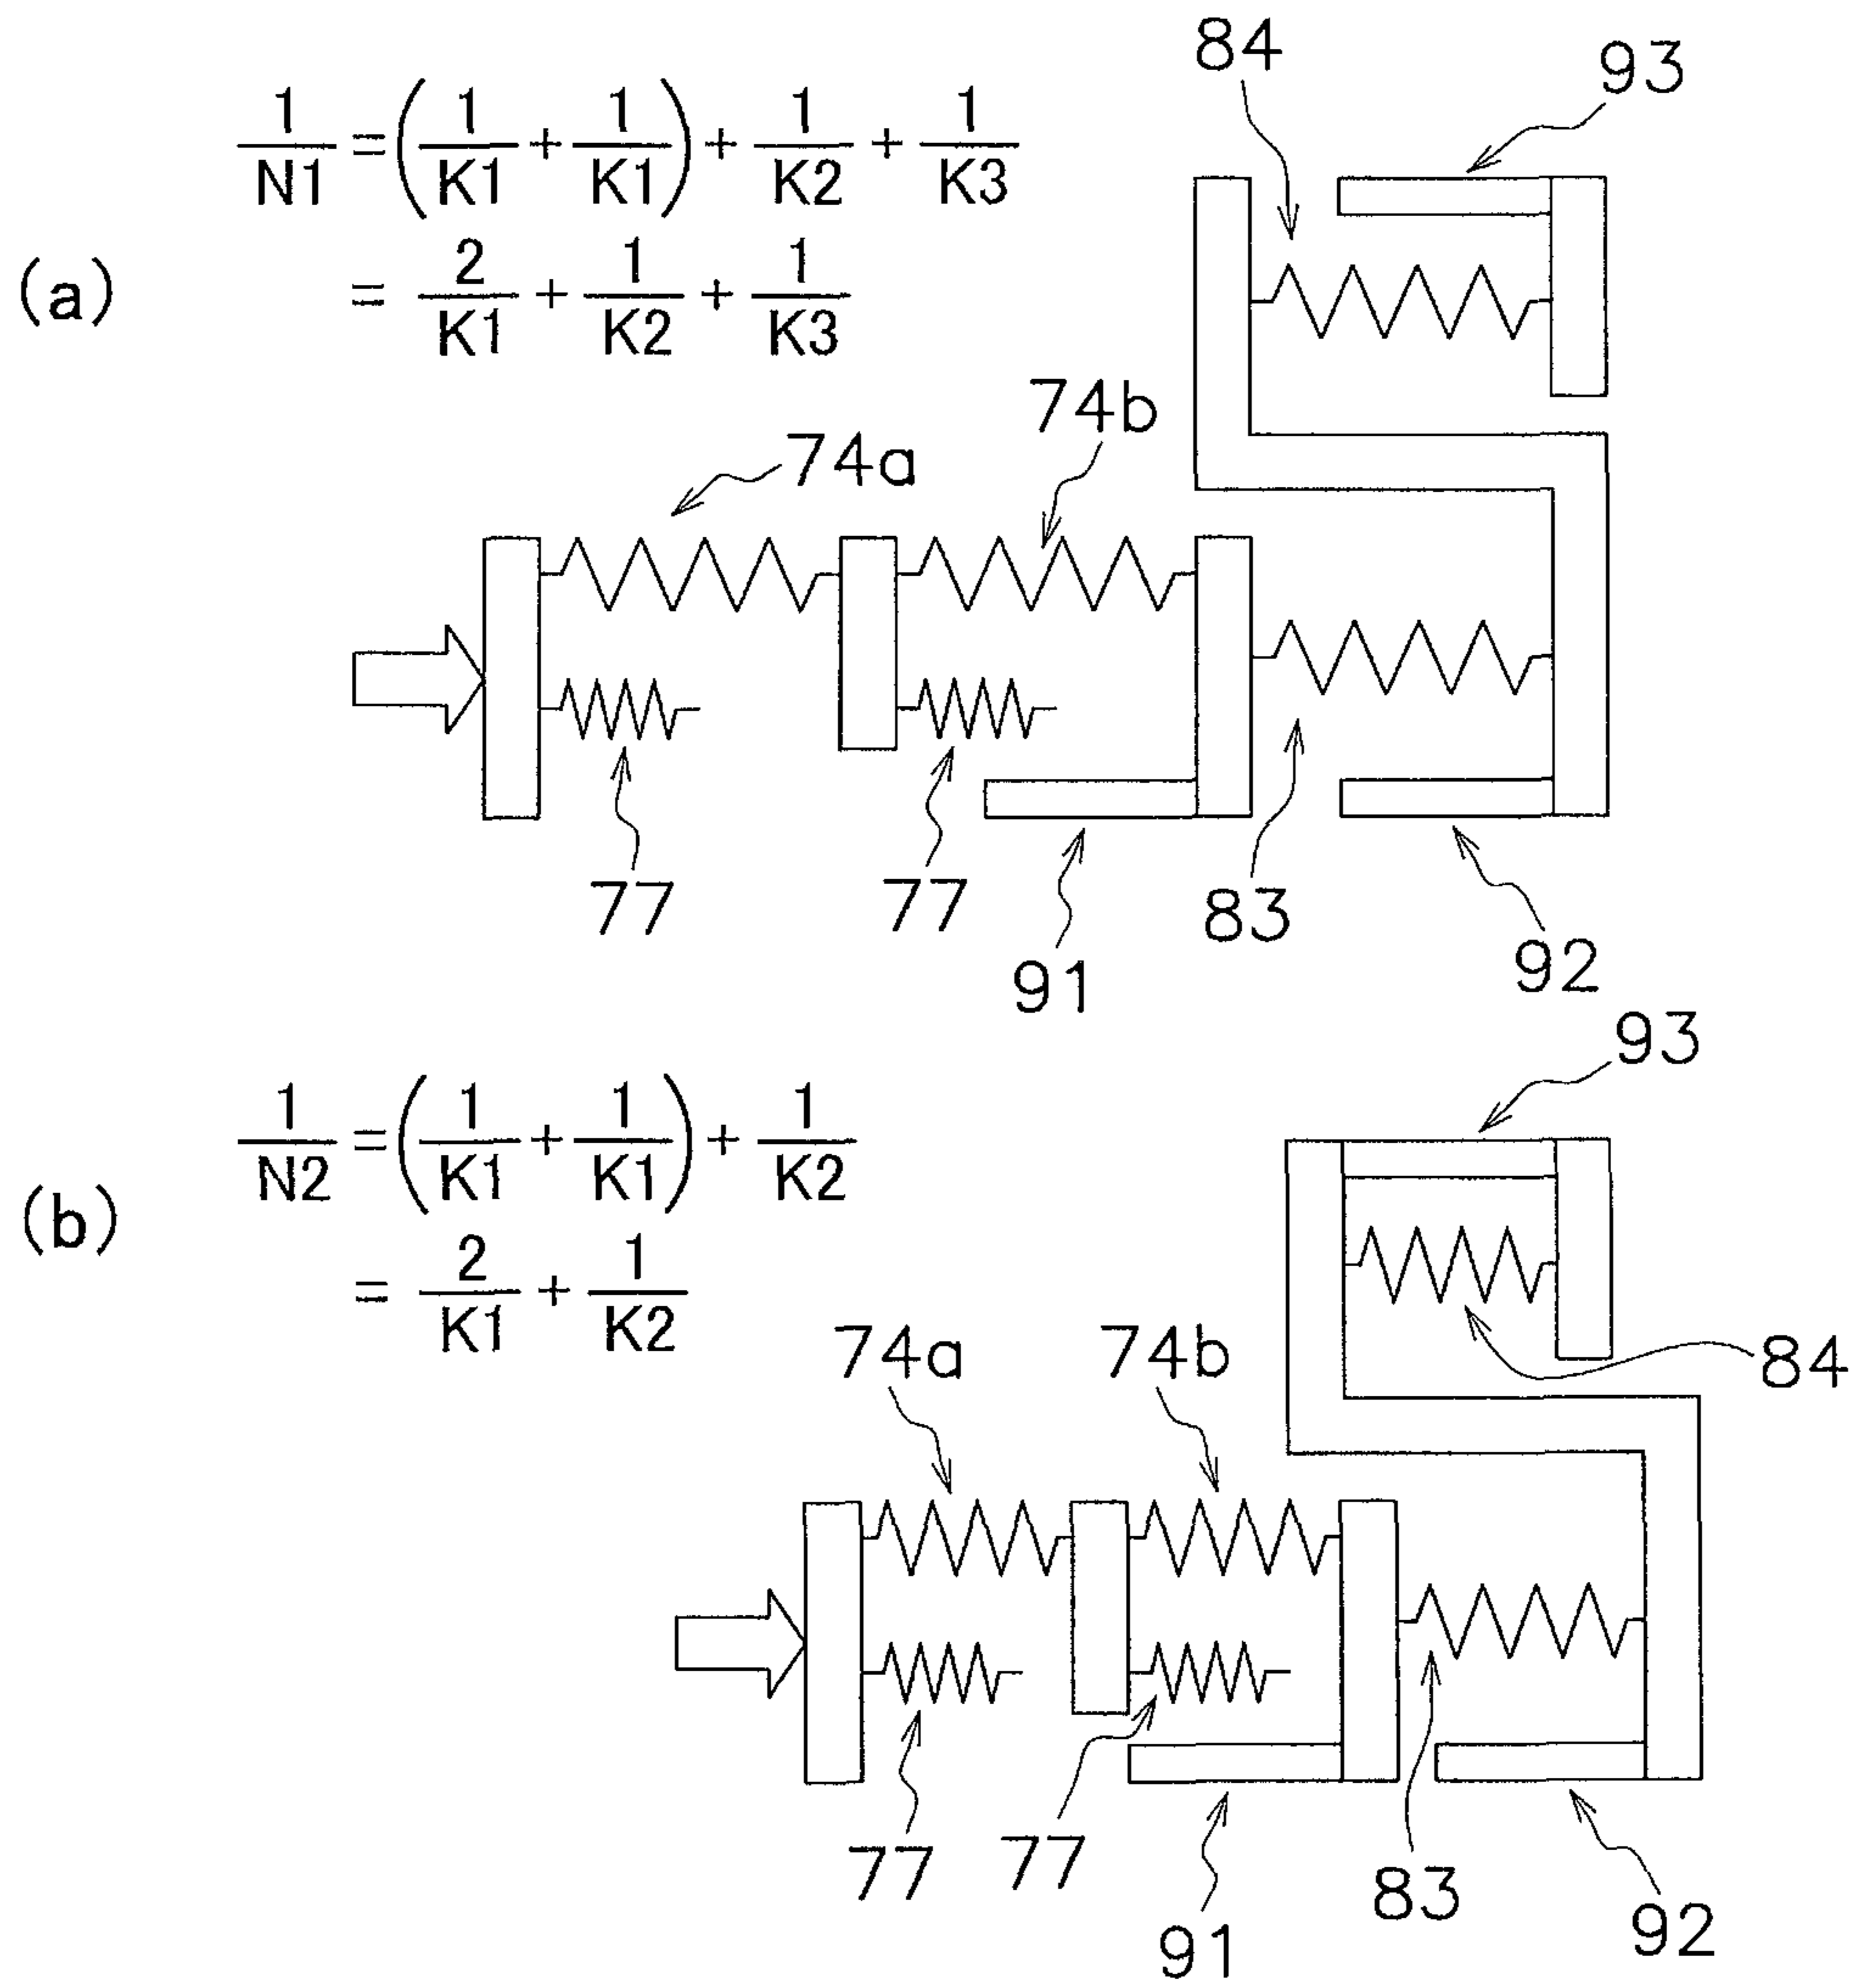 (a)
1/N1 = (1/K1 + 1/K1) + 1/K2 + 1/K3
= 2/K1 + 1/K2 + 1/K3
84
93
74b
74a
77
77
83
91
92
(b)
1/N2 = (1/K1 + 1/K1) + 1/K2
= 2/K1 + 1/K2
93
74a
74b
84
77
77
83
91
92